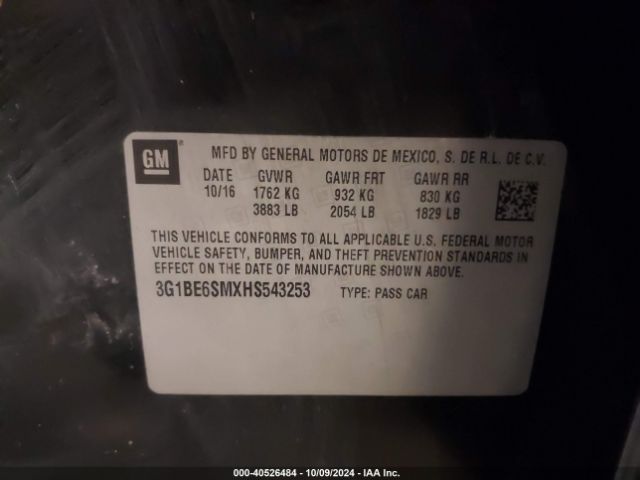 GM
MFD BY GENERAL MOTORS DE MEXICO, S. DE R.L. DE C.V.
DATE GVWR GAWR FRT GAWR RR
10/16 1762 KG 932 KG 830 KG
3883 LB 2054 LB 1829 LB
THIS VEHICLE CONFORMS TO ALL APPLICABLE U.S. FEDERAL MOTOR
VEHICLE SAFETY, BUMPER, AND THEFT PREVENTION STANDARDS IN
EFFECT ON THE DATE OF MANUFACTURE SHOWN ABOVE.
3G1BE6SMXHS543253 TYPE: PASS CAR
000-40526484 - 10/09/2024 - IAA Inc.